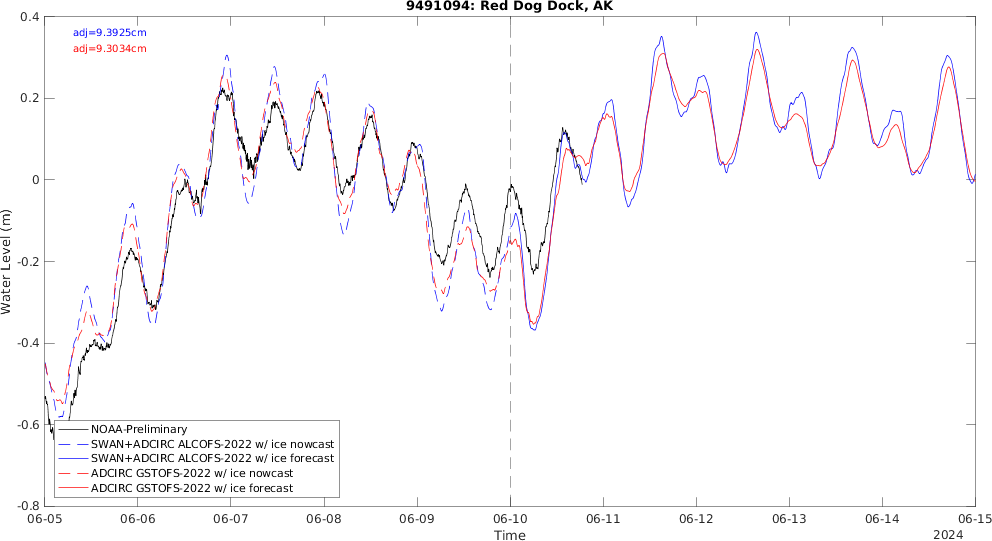 9491094: Red Dog Dock, AK
adj=9.3925cm
adj=9.3034cm
0.4
0.2
0
-0.2
-0.4
-0.6
-0.8
Water Level (m)
NOAA-Preliminary
SWAN+ADCIRC ALCOFS-2022 w/ ice nowcast
SWAN+ADCIRC ALCOFS-2022 w/ ice forecast
ADCIRC GSTOFS-2022 w/ ice nowcast
ADCIRC GSTOFS-2022 w/ ice forecast
06-05 06-06 06-07 06-08 06-09 06-10 06-11 06-12 06-13 06-14 06-15
Time
2024